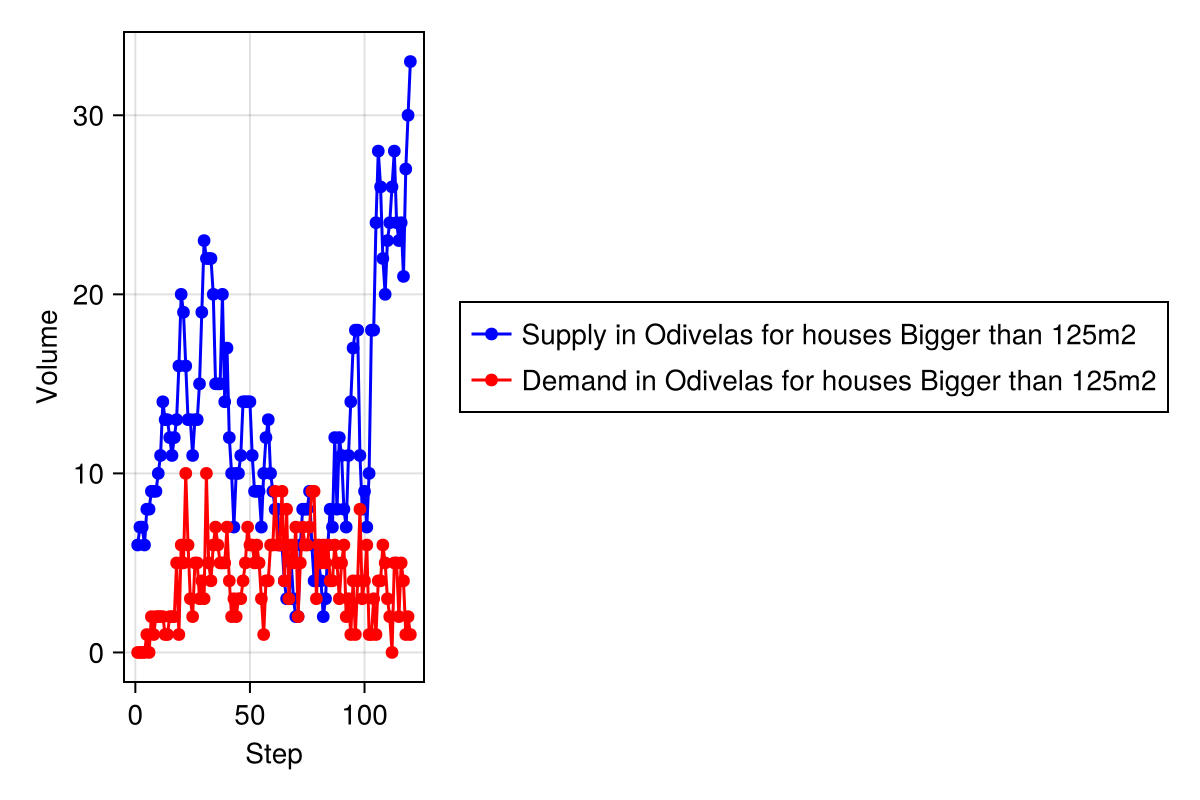 30
20
10
0
Volume
0 50 100
Step
Supply in Odivelas for houses Bigger than 125m2
Demand in Odivelas for houses Bigger than 125m2